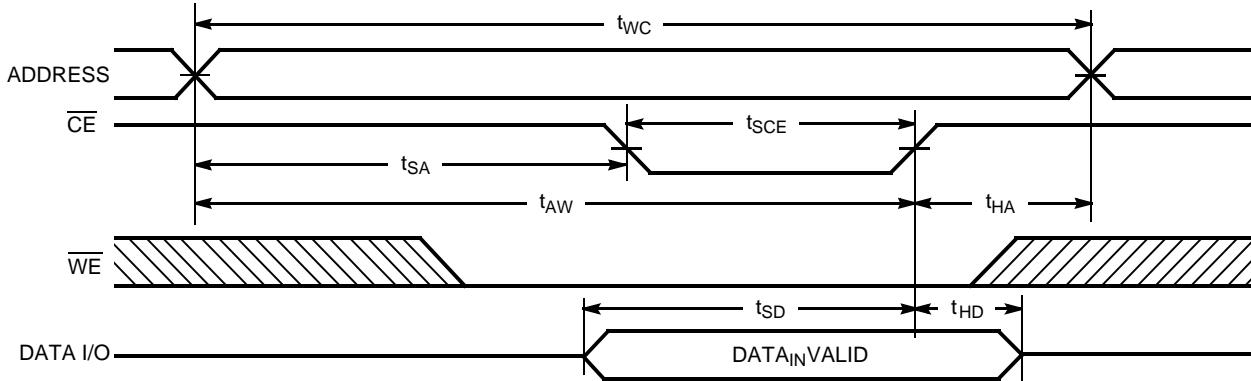 tWC
ADDRESS
CE
tSCE
tSA
tAW
tHA
WE
tSD
tHD
DATA I/O
DATAINVALID